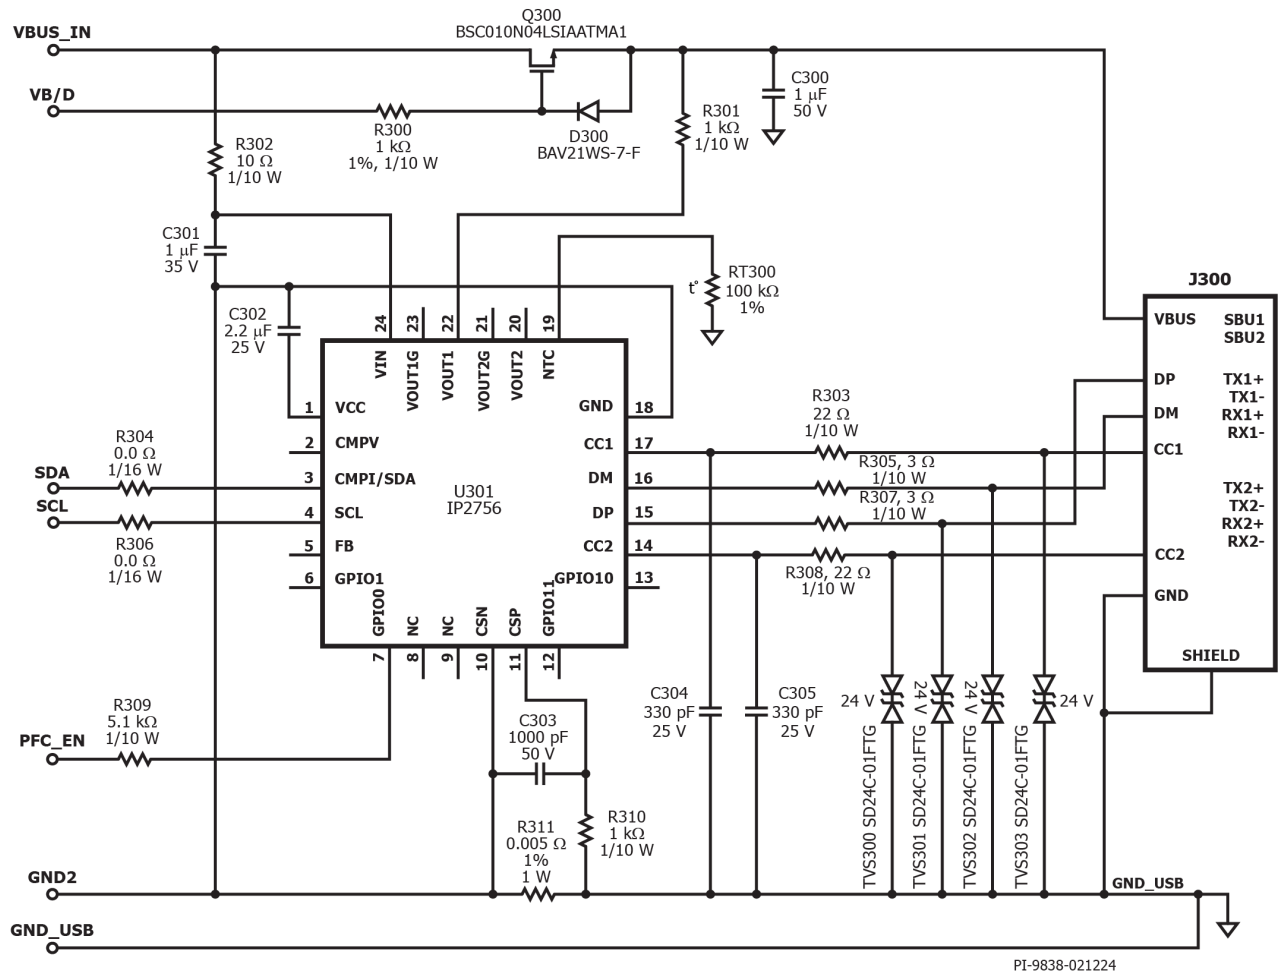 Q300
BSC010N04LSIAATMA1
VBUS_IN
VB/D
R300
1 kΩ
1%, 1/10 W
D300
BAV21WS-7-F
R301
1 kΩ
1/10 W
C300
1 μF
50 V
R302
10 Ω
1/10 W
C301
1 μF
35 V
C302
2.2 μF
25 V
t°
RT300
100 kΩ
1%
24
23
22
21
20
19
VIN
VOUT1G
VOUT1
VOUT2G
VOUT2
NTC
1
VCC
2
CMPV
3
CMPI/SDA
4
SCL
5
FB
6
GPIO1
U301
IP2756
GND
18
CC1
17
DM
16
DP
15
CC2
14
GPIO10
13
GPIO0
NC
NC
CSN
CSP
GPIO11
7
8
9
10
11
12
R304
0.0 Ω
1/16 W
SDA
SCL
R306
0.0 Ω
1/16 W
R303
22 Ω
1/10 W
R305, 3 Ω
1/10 W
R307, 3 Ω
1/10 W
R308, 22 Ω
1/10 W
J300
VBUS
DP
DM
CC1
CC2
GND
SHIELD
SBU1
SBU2
TX1+
TX1-
RX1+
RX1-
TX2+
TX2-
RX2+
RX2-
R309
5.1 kΩ
1/10 W
PFC_EN
C303
1000 pF
50 V
R310
1 kΩ
1/10 W
R311
0.005 Ω
1%
1 W
C304
330 pF
25 V
C305
330 pF
25 V
24 V
24 V
24 V
24 V
TVS300 SD24C-01FTG
TVS301 SD24C-01FTG
TVS302 SD24C-01FTG
TVS303 SD24C-01FTG
GND2
GND_USB
GND_USB
PI-9838-021224